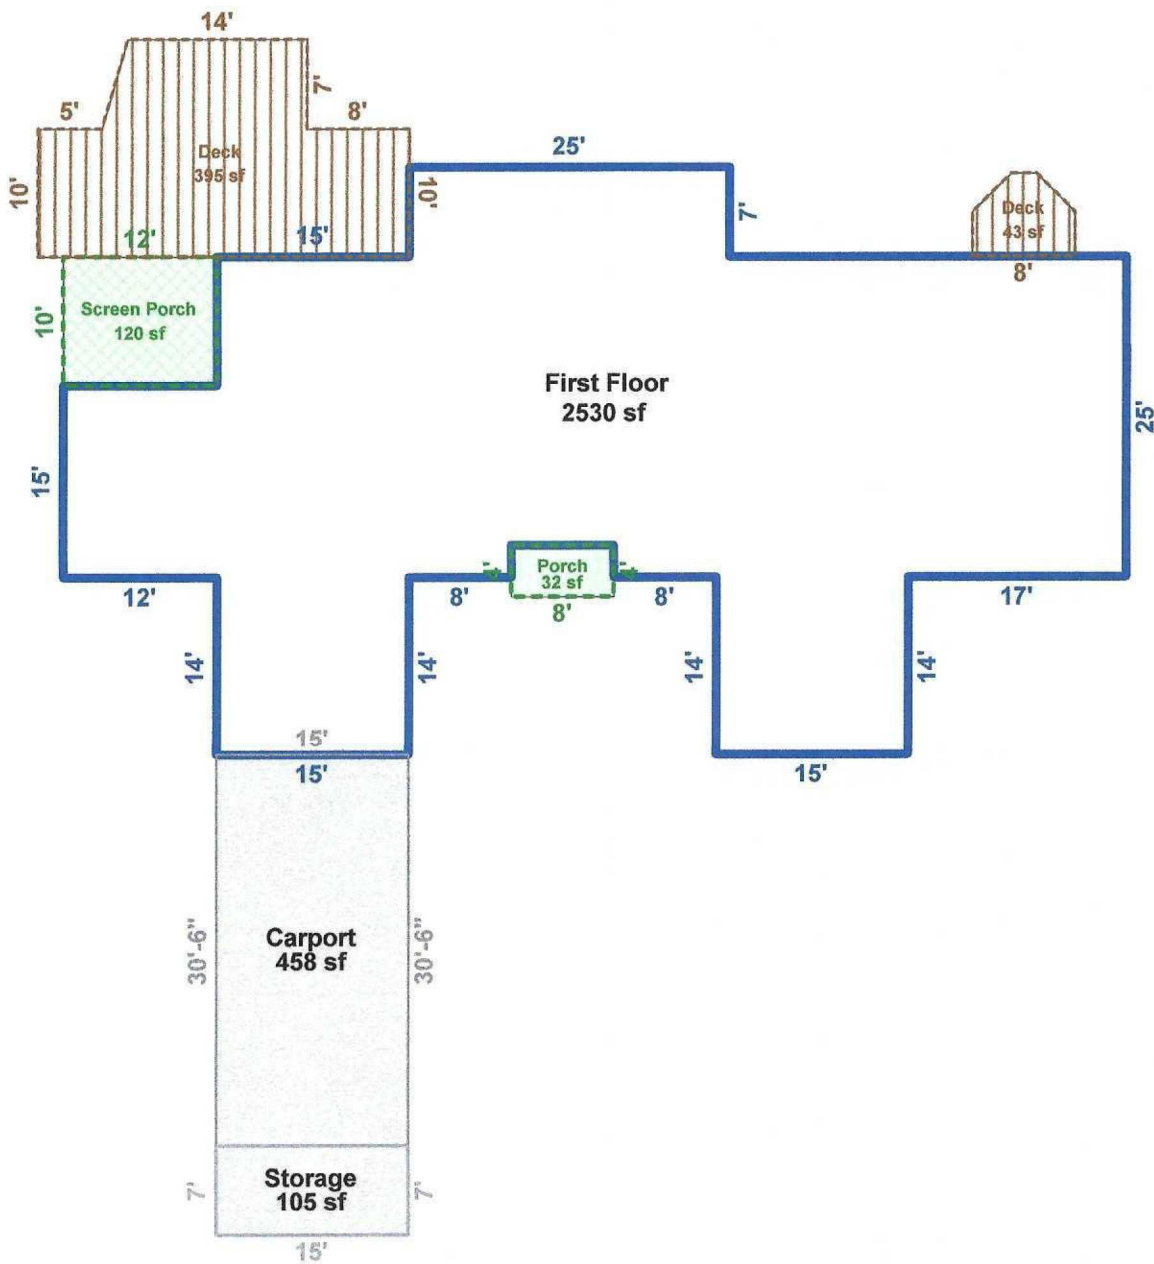 14'
7'
5'
8'
Deck
395 sf
10'
10'
25'
7'
Deck
43 sf
8'
12'
15'
Screen Porch
120 sf
10'
First Floor
2530 sf
25'
15'
4'
Porch
32 sf
4'
12'
8'
8'
8'
17'
14'
14'
14'
14'
15'
15'
15'
30'-6"
Carport
458 sf
30'-6"
7'
Storage
105 sf
7'
15'